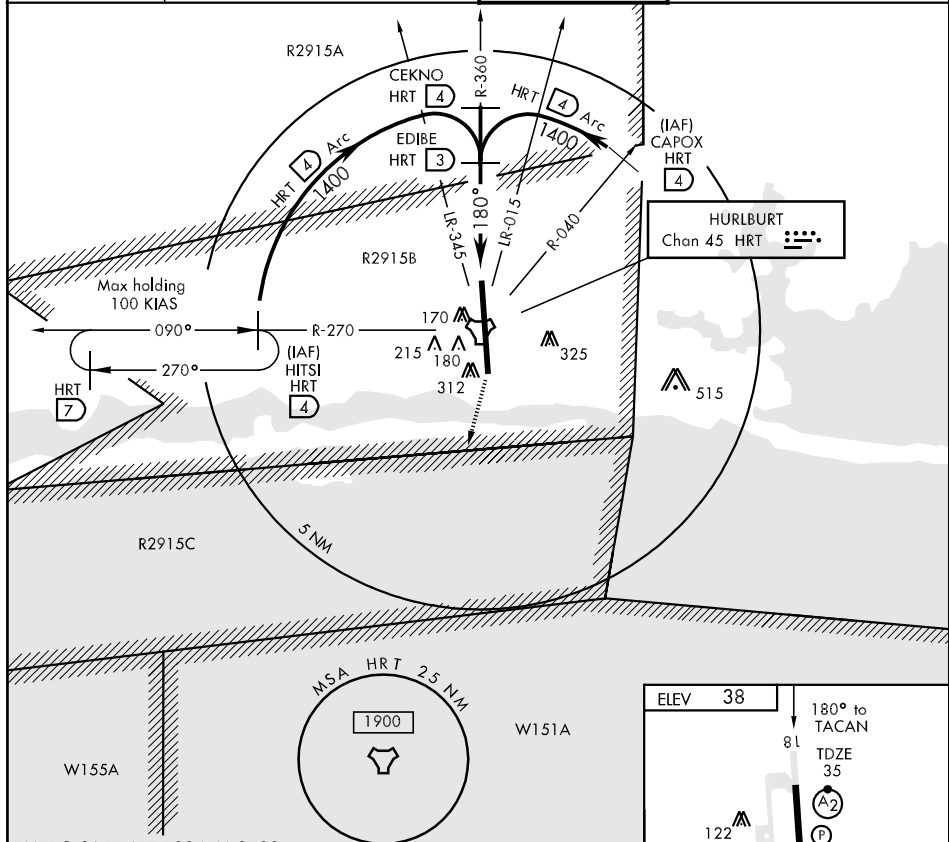 R2915A
R-360
CEKNO
HRT 4
HRT 4 Arc
1400
(IAF)
CAPOX
HRT
4
EDIBE
HRT 3
HRT 4 Arc
1400
180°
LR-345
LR-015
R-040
HURLBURT
Chan 45 HRT
R2915B
Max holding
100 KIAS
090°
R-270
270°
(IAF)
HITSI
HRT
4
HRT
7
170
215
180
312
325
515
5 NM
R2915C
MSA HRT 25 NM
1900
W151A
W155A
ELEV 38
180° to
TACAN
18
TDZE
35
A2
P
122